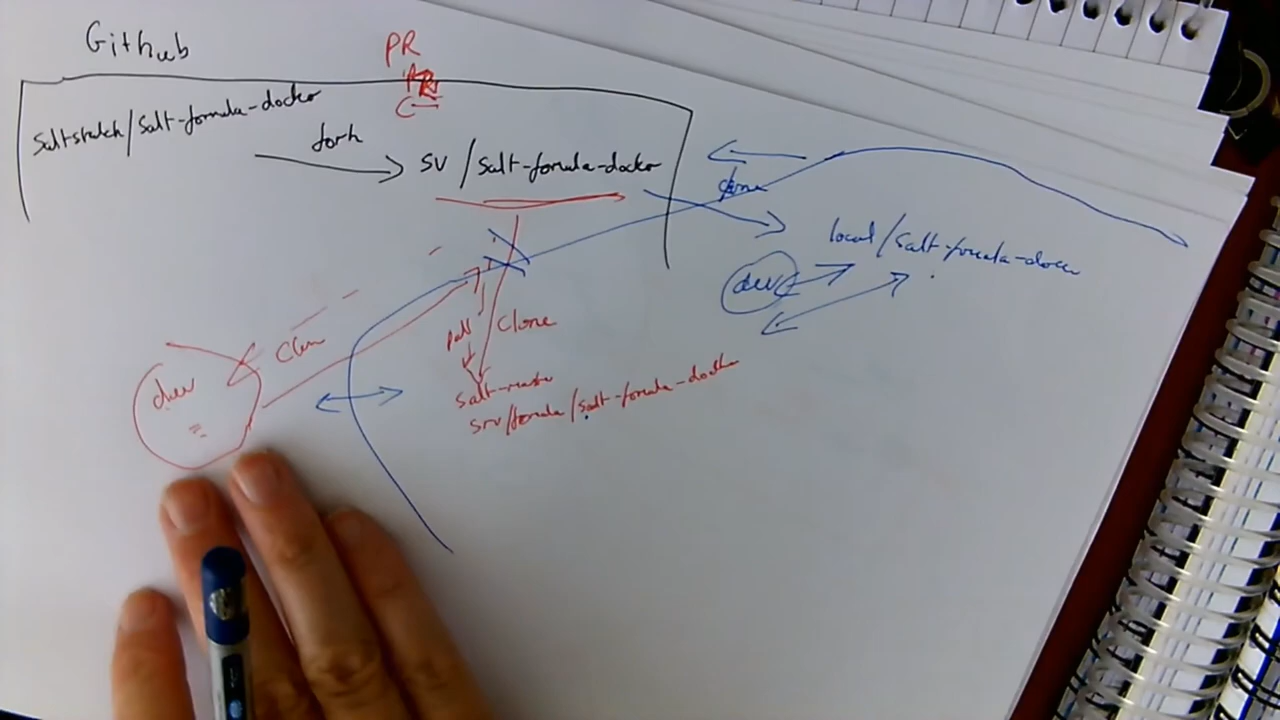 Github
PR
PR
Saltstack/salt-formula-docker
fork
sv/salt-formula-docker
clone
local/salt-formula-docker
dev
pull
clone
clone
dev
salt-master
srv/formula/salt-formula-docker